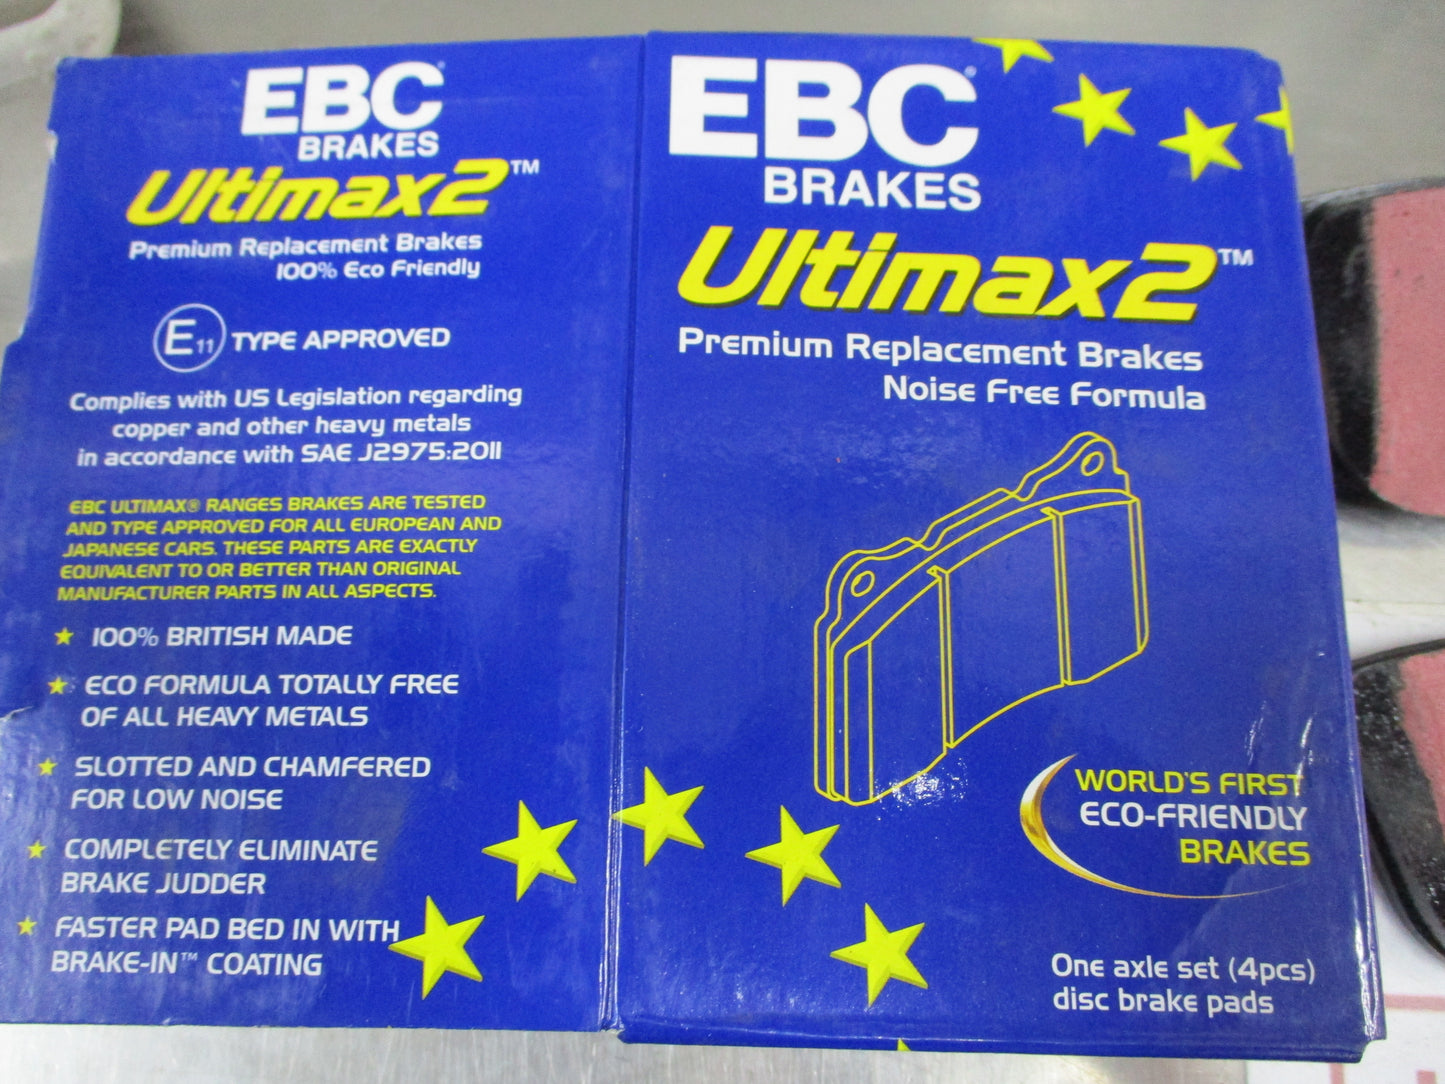 EBC
BRAKES
Ultimax2™
Premium Replacement Brakes
100% Eco Friendly
E11 TYPE APPROVED
Complies with US Legislation regarding
copper and other heavy metals
in accordance with SAE J2975:2011
EBC ULTIMAX® RANGES BRAKES ARE TESTED
AND TYPE APPROVED FOR ALL EUROPEAN AND
JAPANESE CARS. THESE PARTS ARE EXACTLY
EQUIVALENT TO OR BETTER THAN ORIGINAL
MANUFACTURER PARTS IN ALL ASPECTS.
100% BRITISH MADE
ECO FORMULA TOTALLY FREE
OF ALL HEAVY METALS
SLOTTED AND CHAMFERED
FOR LOW NOISE
COMPLETELY ELIMINATE
BRAKE JUDDER
FASTER PAD BED IN WITH
BRAKE-IN™ COATING
EBC®
BRAKES
Ultimax2™
Premium Replacement Brakes
Noise Free Formula
WORLD'S FIRST
ECO-FRIENDLY
BRAKES
One axle set (4pcs)
disc brake pads